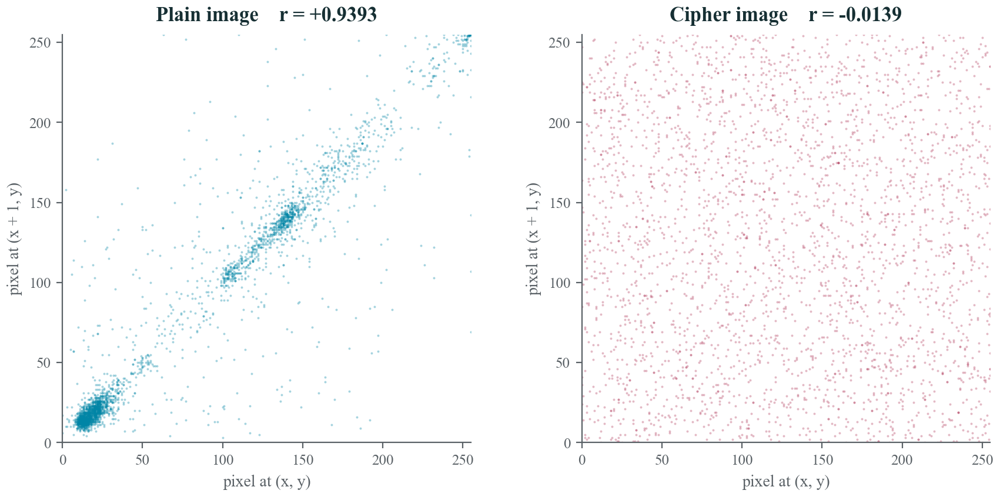 Plain image r = +0.9393
250
200
150
100
50
0
0 50 100 150 200 250
pixel at (x + 1, y)
pixel at (x, y)
Cipher image r = -0.0139
250
200
150
100
50
0
0 50 100 150 200 250
pixel at (x + 1, y)
pixel at (x, y)